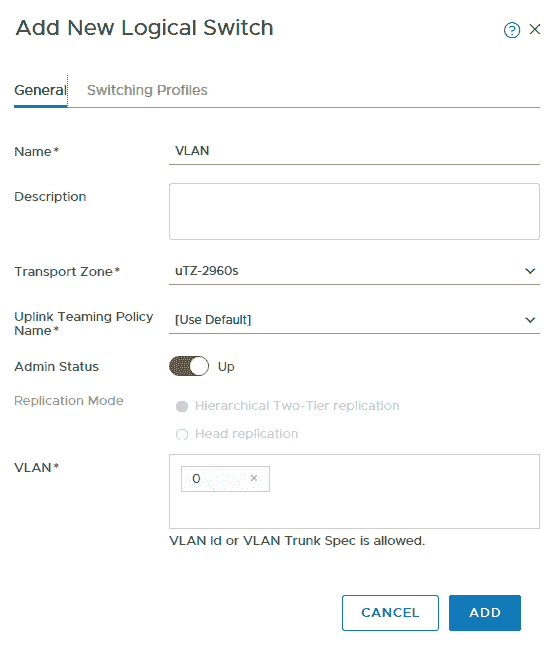 Add New Logical Switch
?
General
Switching Profiles
Name*
VLAN
Description
Transport Zone*
uTZ-2960s
Uplink Teaming Policy
Name*
[Use Default]
Admin Status
Up
Replication Mode
Hierarchical Two-Tier replication
Head replication
VLAN*
0
VLAN Id or VLAN Trunk Spec is allowed.
CANCEL
ADD